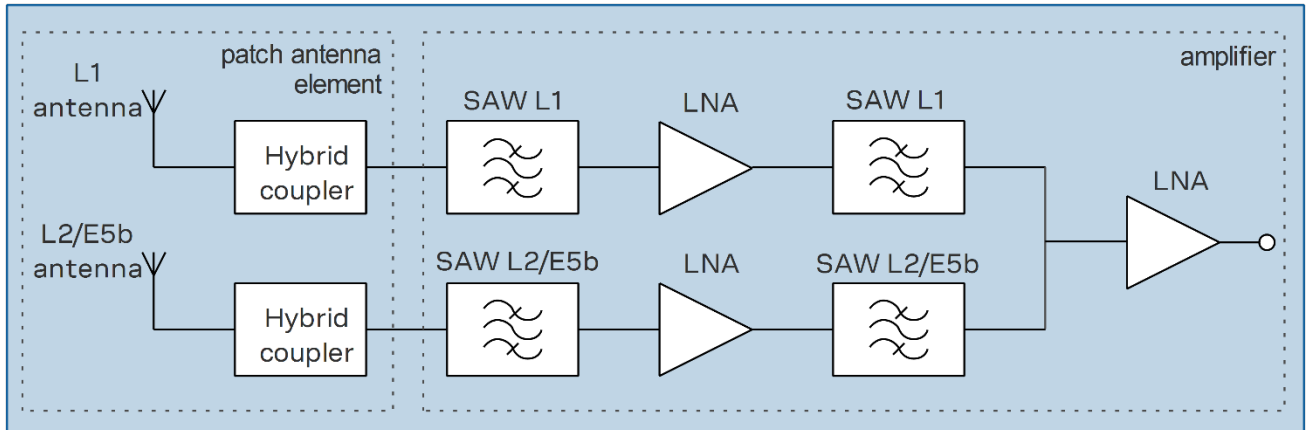 patch antenna
element
amplifier
L1
antenna
SAW L1
LNA
SAW L1
Hybrid
coupler
LNA
L2/E5b
antenna
SAW L2/E5b
LNA
SAW L2/E5b
Hybrid
coupler